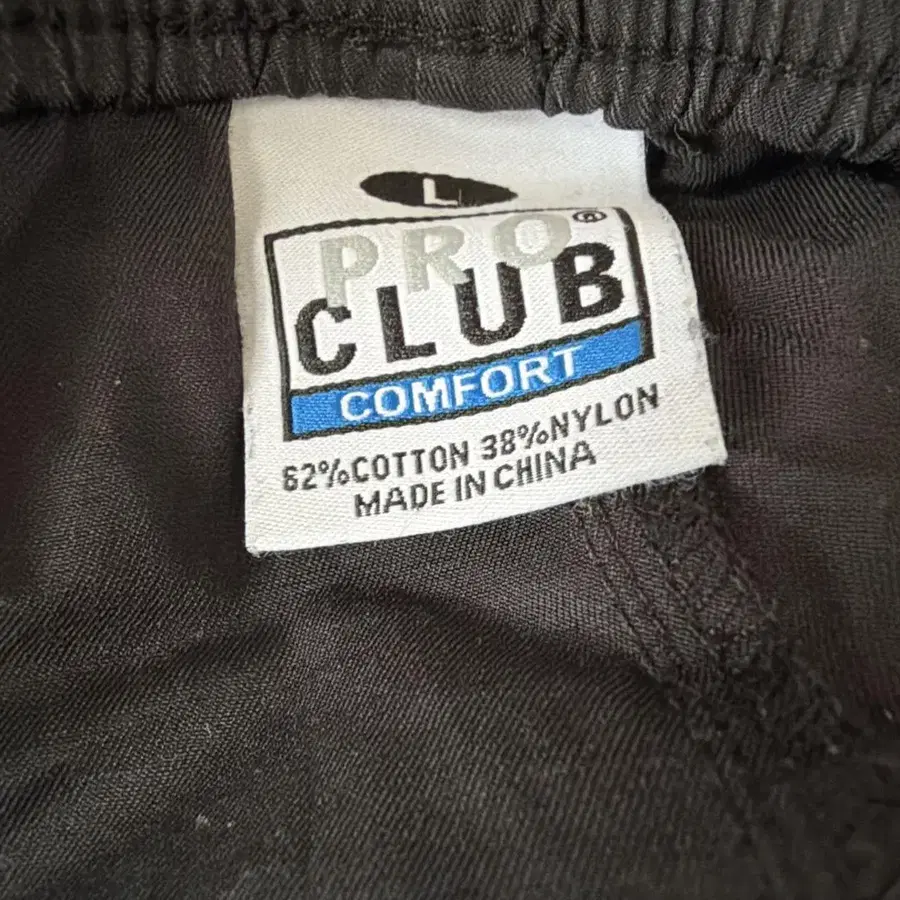 L
PRO®
CLUB
COMFORT
62%COTTON 38%NYLON
MADE IN CHINA